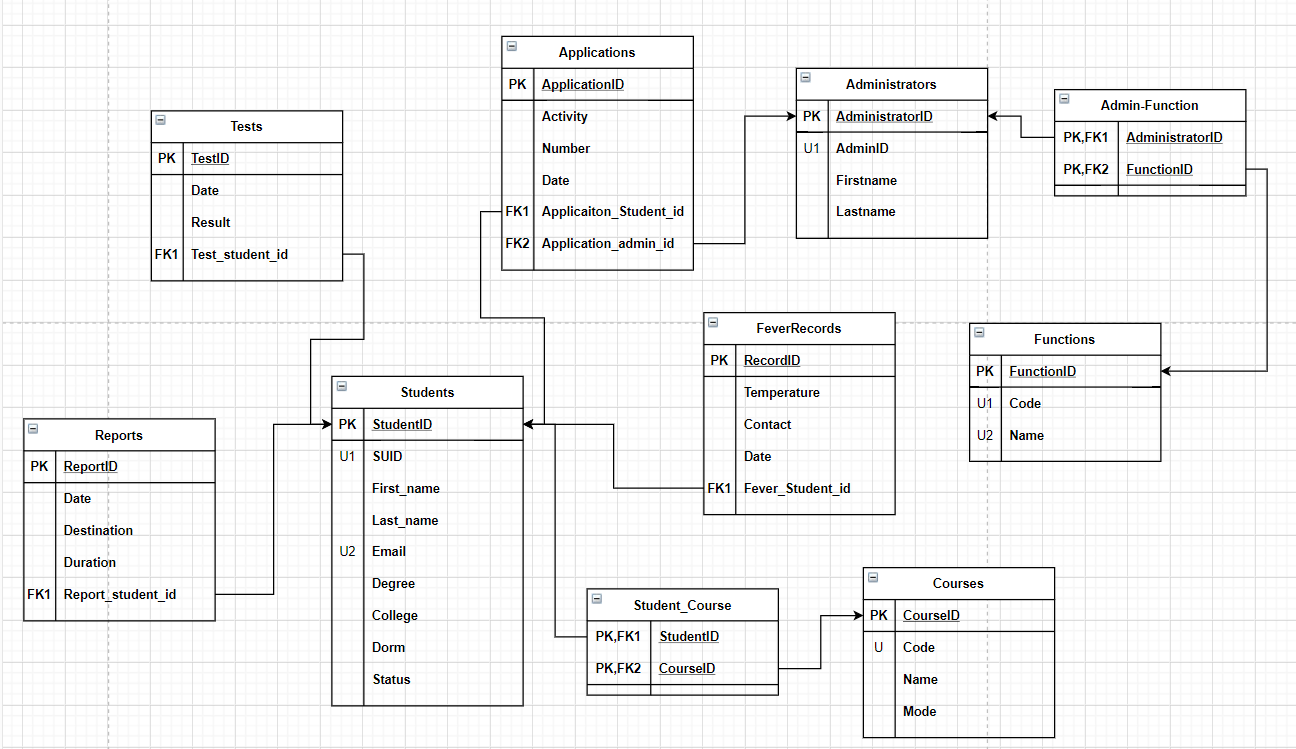 Applications
PK ApplicationID
Activity
Number
Date
FK1 Applicaiton_Student_id
FK2 Application_admin_id
Administrators
PK AdministratorID
U1 AdminID
Firstname
Lastname
Admin-Function
PK,FK1 AdministratorID
PK,FK2 FunctionID
Tests
PK TestID
Date
Result
FK1 Test_student_id
FeverRecords
PK RecordID
Temperature
Contact
Date
FK1 Fever_Student_id
Functions
PK FunctionID
U1 Code
U2 Name
Students
PK StudentID
U1 SUID
First_name
Last_name
U2 Email
Degree
College
Dorm
Status
Reports
PK ReportID
Date
Destination
Duration
FK1 Report_student_id
Student_Course
PK,FK1 StudentID
PK,FK2 CourseID
Courses
PK CourseID
U Code
Name
Mode